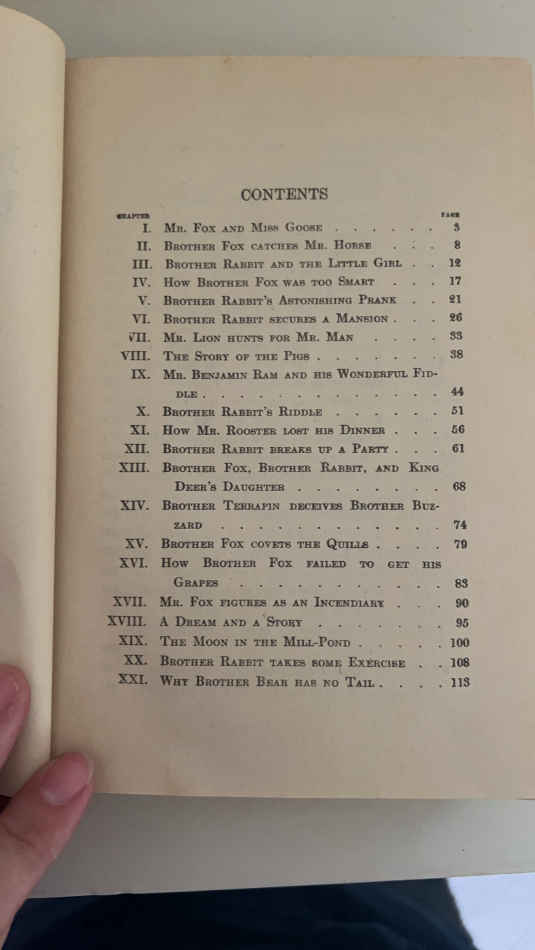 CONTENTS
CHAPTER PAGE
I. Mr. Fox and Miss Goose . . . . . . 3
II. Brother Fox catches Mr. Horse . . . 8
III. Brother Rabbit and the Little Girl . . 12
IV. How Brother Fox was too Smart . . . 17
V. Brother Rabbit's Astonishing Prank . . 21
VI. Brother Rabbit secures a Mansion . . . 26
VII. Mr. Lion hunts for Mr. Man . . . . 33
VIII. The Story of the Pigs . . . . . . . 38
IX. Mr. Benjamin Ram and his Wonderful Fid-
dle . . . . . . . . . . . . . 44
X. Brother Rabbit's Riddle . . . . . . 51
XI. How Mr. Rooster lost his Dinner . . . 56
XII. Brother Rabbit breaks up a Party . . . 61
XIII. Brother Fox, Brother Rabbit, and King
Deer's Daughter . . . . . . . . 68
XIV. Brother Terrapin deceives Brother Buz-
zard . . . . . . . . . . . . 74
XV. Brother Fox covets the Quills . . . . 79
XVI. How Brother Fox failed to get his
Grapes . . . . . . . . . . . 83
XVII. Mr. Fox figures as an Incendiary . . . 90
XVIII. A Dream and a Story . . . . . . . 95
XIX. The Moon in the Mill-Pond . . . . . 100
XX. Brother Rabbit takes some Exercise . . 108
XXI. Why Brother Bear has no Tail . . . . 113